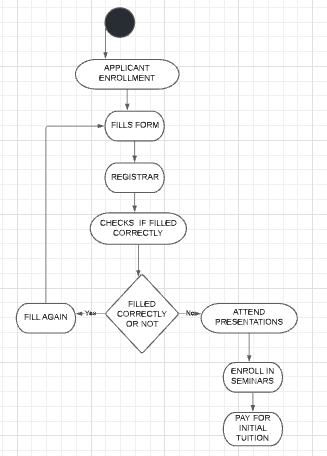 APPLICANT
ENROLLMENT
FILLS FORM
REGISTRAR
CHECKS IF FILLED
CORRECTLY
FILLED
CORRECTLY
OR NOT
Yes
No
FILL AGAIN
ATTEND
PRESENTATIONS
ENROLL IN
SEMINARS
PAY FOR
INITIAL
TUITION